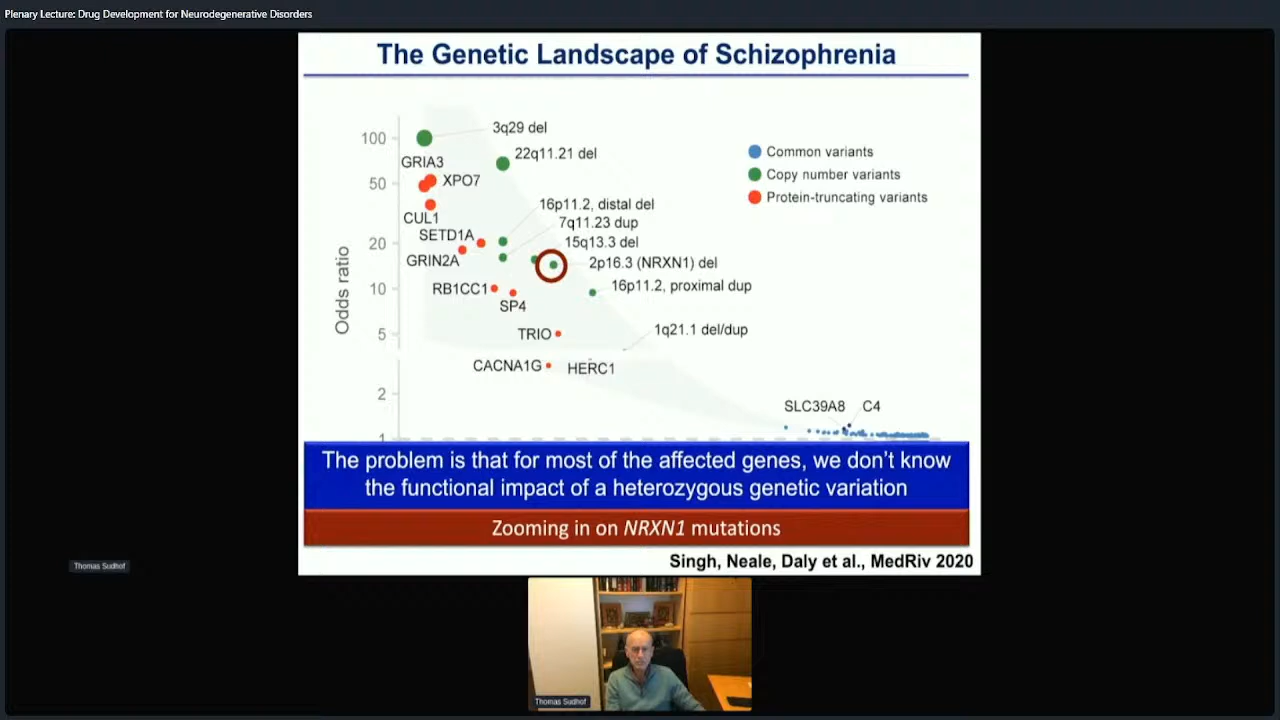 Plenary Lecture: Drug Development for Neurodegenerative Disorders
The Genetic Landscape of Schizophrenia
Odds ratio
100
50
20
10
5
2
1
3q29 del
22q11.21 del
GRIA3
XPO7
CUL1
16p11.2, distal del
7q11.23 dup
SETD1A
15q13.3 del
GRIN2A
2p16.3 (NRXN1) del
RB1CC1
16p11.2, proximal dup
SP4
TRIO
1q21.1 del/dup
CACNA1G
HERC1
SLC39A8
C4
Common variants
Copy number variants
Protein-truncating variants
The problem is that for most of the affected genes, we don't know
the functional impact of a heterozygous genetic variation
Zooming in on NRXN1 mutations
Singh, Neale, Daly et al., MedRiv 2020
Thomas Sudhof
Thomas Sudhof